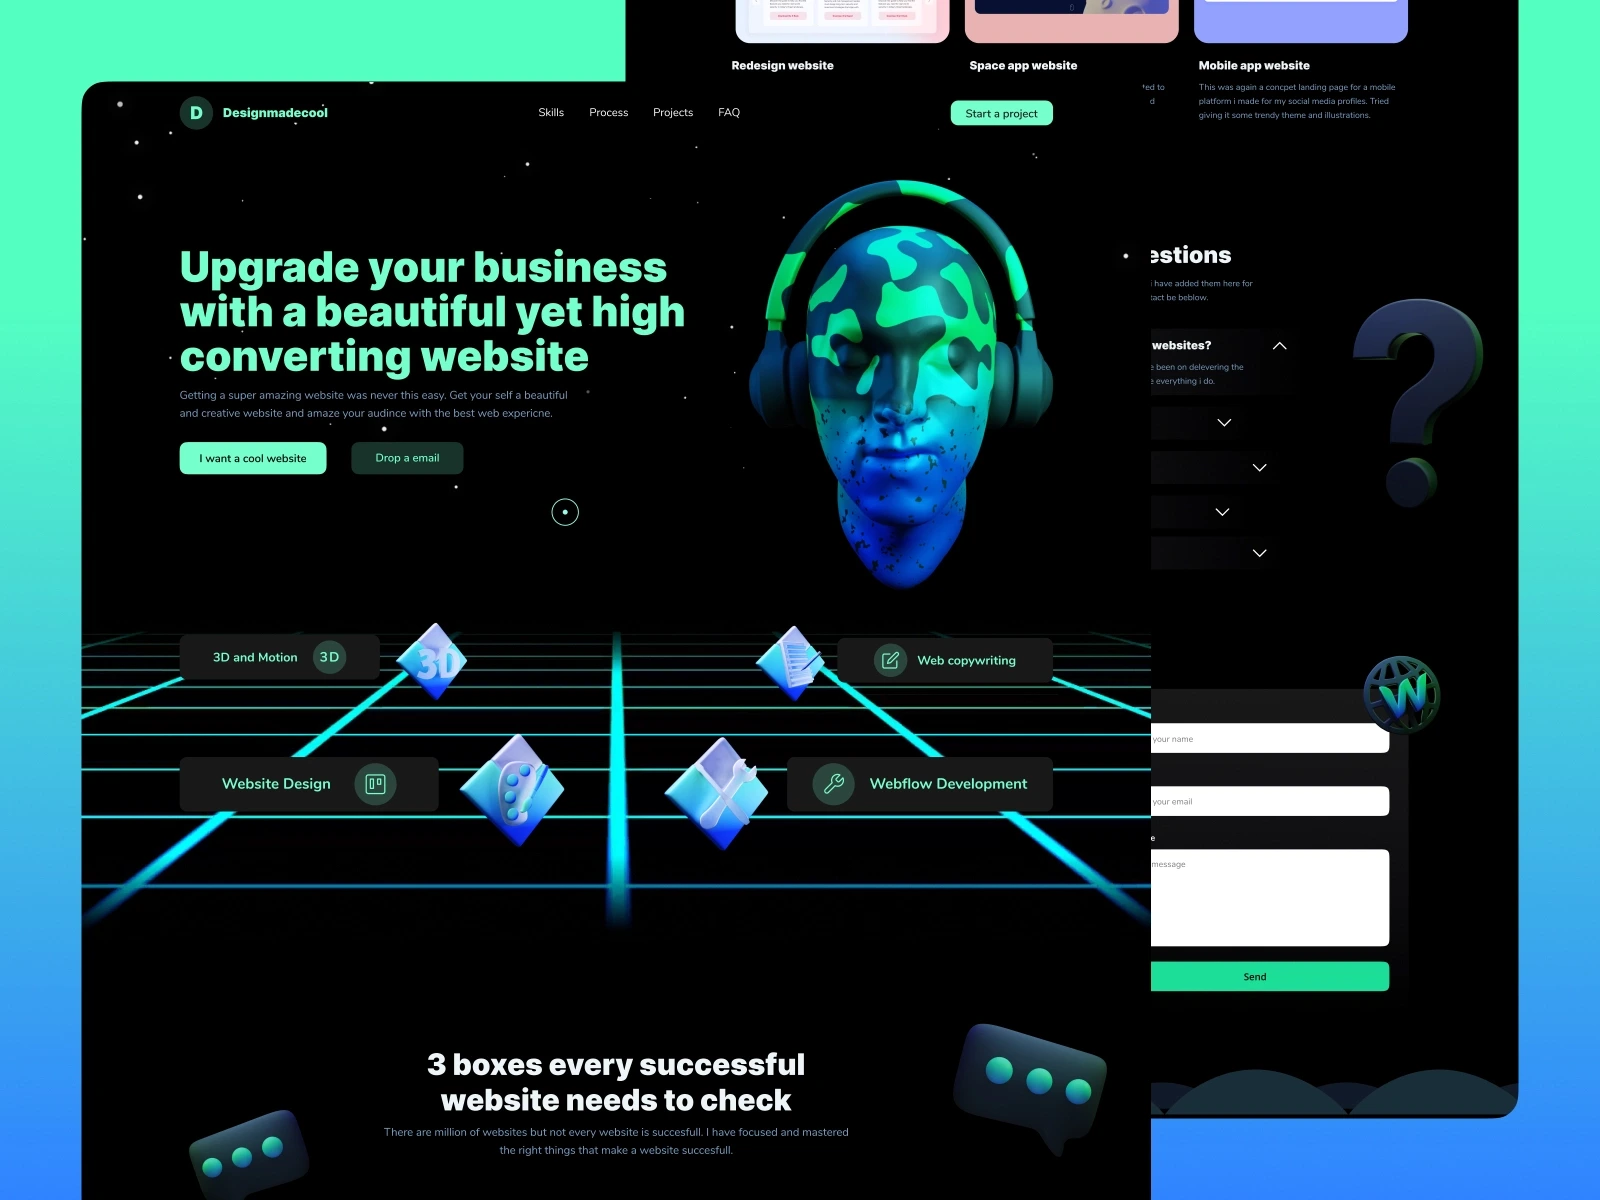 Redesign website
Space app website
Mobile app website
This was again a concpet landing page for a mobile
platform i made for my social media profiles. Tried
giving it some trendy theme and illustrations.
ted to
d
D
Designmadecool
Skills
Process
Projects
FAQ
Start a project
Upgrade your business
with a beautiful yet high
converting website
Getting a super amazing website was never this easy. Get your self a beautiful
and creative website and amaze your audince with the best web expericne.
I want a cool website
Drop a email
estions
i have added them here for
tact be beblow.
websites?
e been on delevering the
e everything i do.
3D and Motion
3D
3D
Web copywriting
Website Design
Webflow Development
W
your name
your email
e
message
Send
3 boxes every successful
website needs to check
There are million of websites but not every website is succesfull. I have focused and mastered
the right things that make a website succesfull.